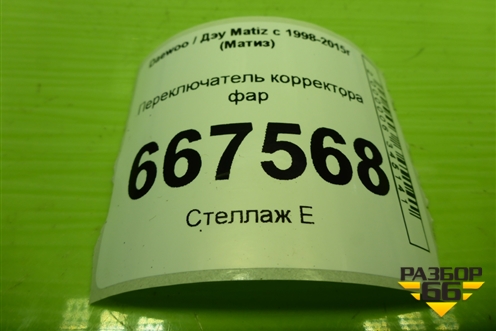 Daewoo / Дэу Matiz с 1998-2015г
(Матиз)
Переключатель корректора
фар
667568
Стеллаж Е
РАЗБОР
66